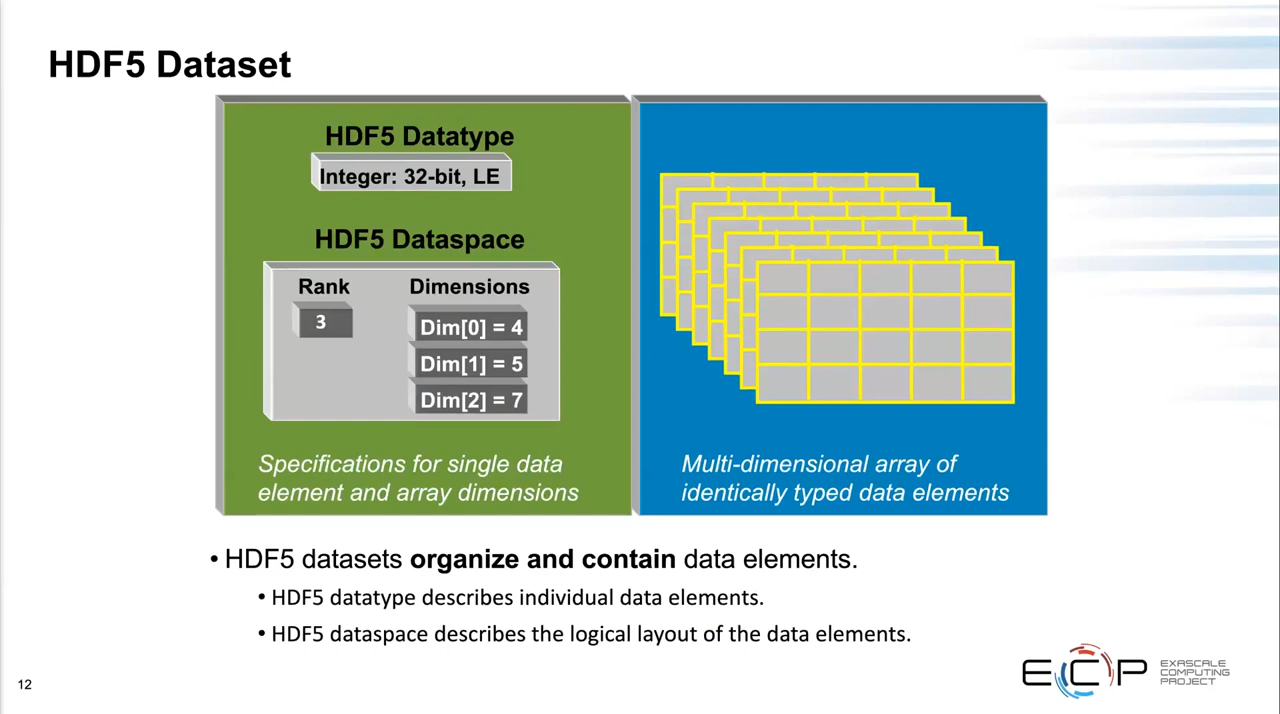 HDF5 Dataset
HDF5 Datatype
Integer: 32-bit, LE
HDF5 Dataspace
Rank
3
Dimensions
Dim[0] = 4
Dim[1] = 5
Dim[2] = 7
Specifications for single data
element and array dimensions
Multi-dimensional array of
identically typed data elements
• HDF5 datasets organize and contain data elements.
• HDF5 datatype describes individual data elements.
• HDF5 dataspace describes the logical layout of the data elements.
12
ECP
EXASCALE
COMPUTING
PROJECT